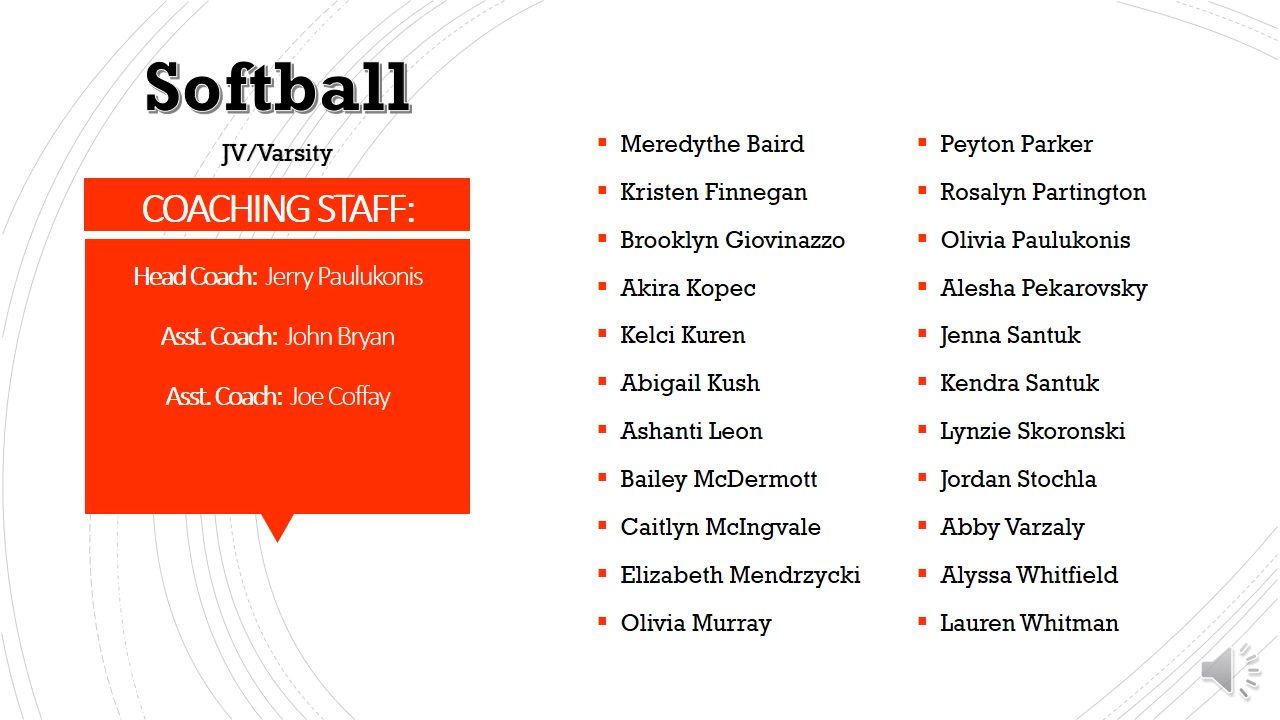 Softball
JV/Varsity
COACHING STAFF:
Head Coach: Jerry Paulukonis
Asst. Coach: John Bryan
Asst. Coach: Joe Coffay
Meredythe Baird
Kristen Finnegan
Brooklyn Giovinazzo
Akira Kopec
Kelci Kuren
Abigail Kush
Ashanti Leon
Bailey McDermott
Caitlyn McIngvale
Elizabeth Mendrzycki
Olivia Murray
Peyton Parker
Rosalyn Partington
Olivia Paulukonis
Alesha Pekarovsky
Jenna Santuk
Kendra Santuk
Lynzie Skoronski
Jordan Stochla
Abby Varzaly
Alyssa Whitfield
Lauren Whitman